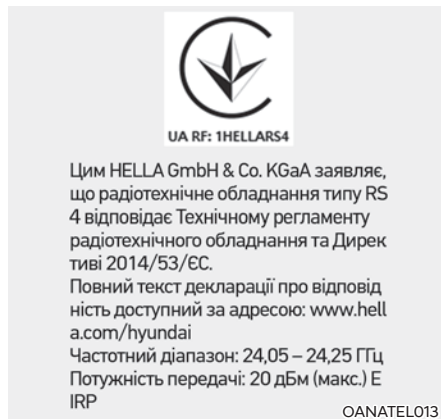 UA RF: 1HELLARS4
Цим HELLA GmbH & Co. KGaA заявляє,
що радіотехнічне обладнання типу RS
4 відповідає Технічному регламенту
радіотехнічного обладнання та Дирек
тиві 2014/53/ЄС.
Повний текст декларації про відповід
ність доступний за адресою: www.hell
a.com/hyundai
Частотний діапазон: 24,05 – 24,25 ГГц
Потужність передачі: 20 дБм (макс.) E
IRP
OANATEL013